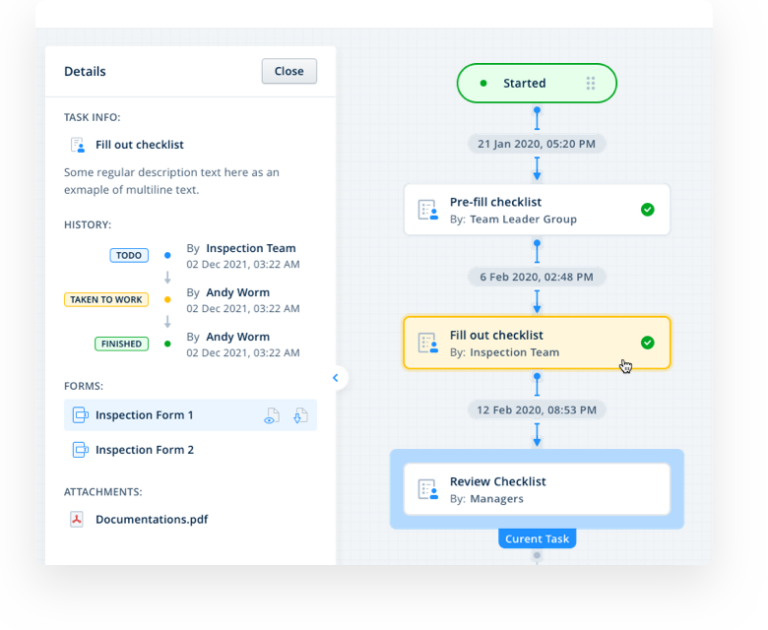 Details
Close
TASK INFO:
Fill out checklist
Some regular description text here as an
exmaple of multiline text.
HISTORY:
TODO
By Inspection Team
02 Dec 2021, 03:22 AM
TAKEN TO WORK
By Andy Worm
02 Dec 2021, 03:22 AM
FINISHED
By Andy Worm
02 Dec 2021, 03:22 AM
FORMS:
Inspection Form 1
Inspection Form 2
ATTACHMENTS:
Documentations.pdf
Started
21 Jan 2020, 05:20 PM
Pre-fill checklist
By: Team Leader Group
6 Feb 2020, 02:48 PM
Fill out checklist
By: Inspection Team
12 Feb 2020, 08:53 PM
Review Checklist
By: Managers
Curent Task